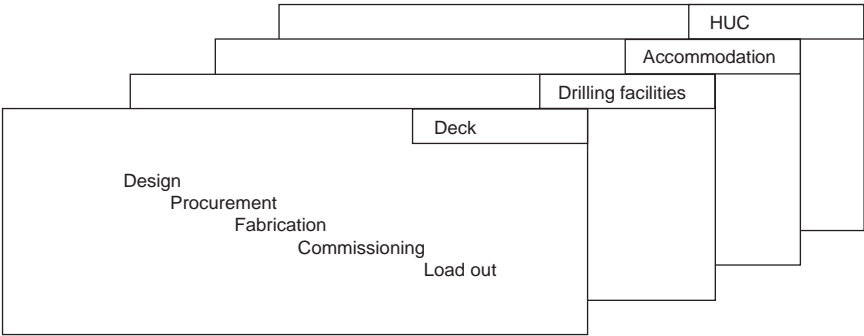 HUC
Accommodation
Drilling facilities
Deck
Design
Procurement
Fabrication
Commissioning
Load out